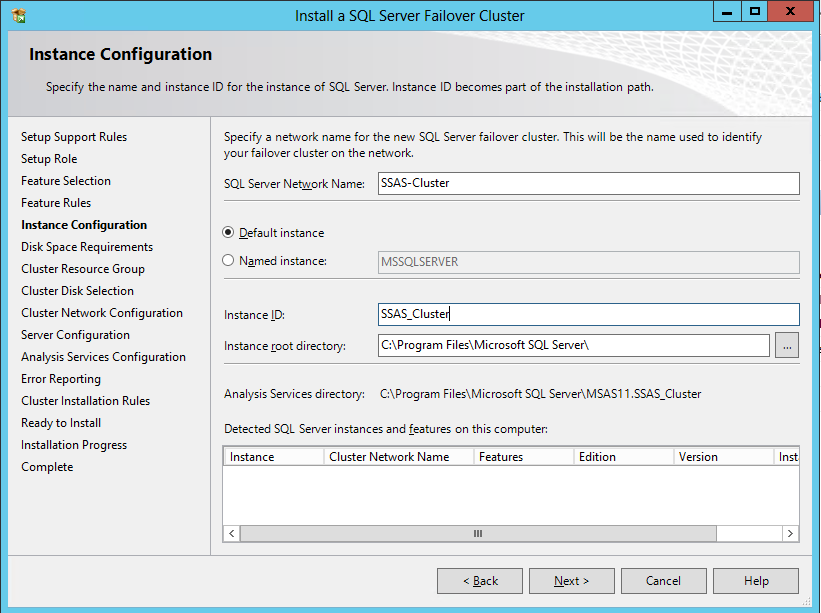 Install a SQL Server Failover Cluster
Instance Configuration
Specify the name and instance ID for the instance of SQL Server. Instance ID becomes part of the installation path.
Setup Support Rules
Setup Role
Feature Selection
Feature Rules
Instance Configuration
Disk Space Requirements
Cluster Resource Group
Cluster Disk Selection
Cluster Network Configuration
Server Configuration
Analysis Services Configuration
Error Reporting
Cluster Installation Rules
Ready to Install
Installation Progress
Complete
Specify a network name for the new SQL Server failover cluster. This will be the name used to identify
your failover cluster on the network.
SQL Server Network Name: SSAS-Cluster
Default instance
Named instance: MSSQLSERVER
Instance ID: SSAS_Cluster
Instance root directory: C:\Program Files\Microsoft SQL Server\ ...
Analysis Services directory: C:\Program Files\Microsoft SQL Server\MSAS11.SSAS_Cluster
Detected SQL Server instances and features on this computer:
Instance Cluster Network Name Features Edition Version Insta
< Back Next > Cancel Help